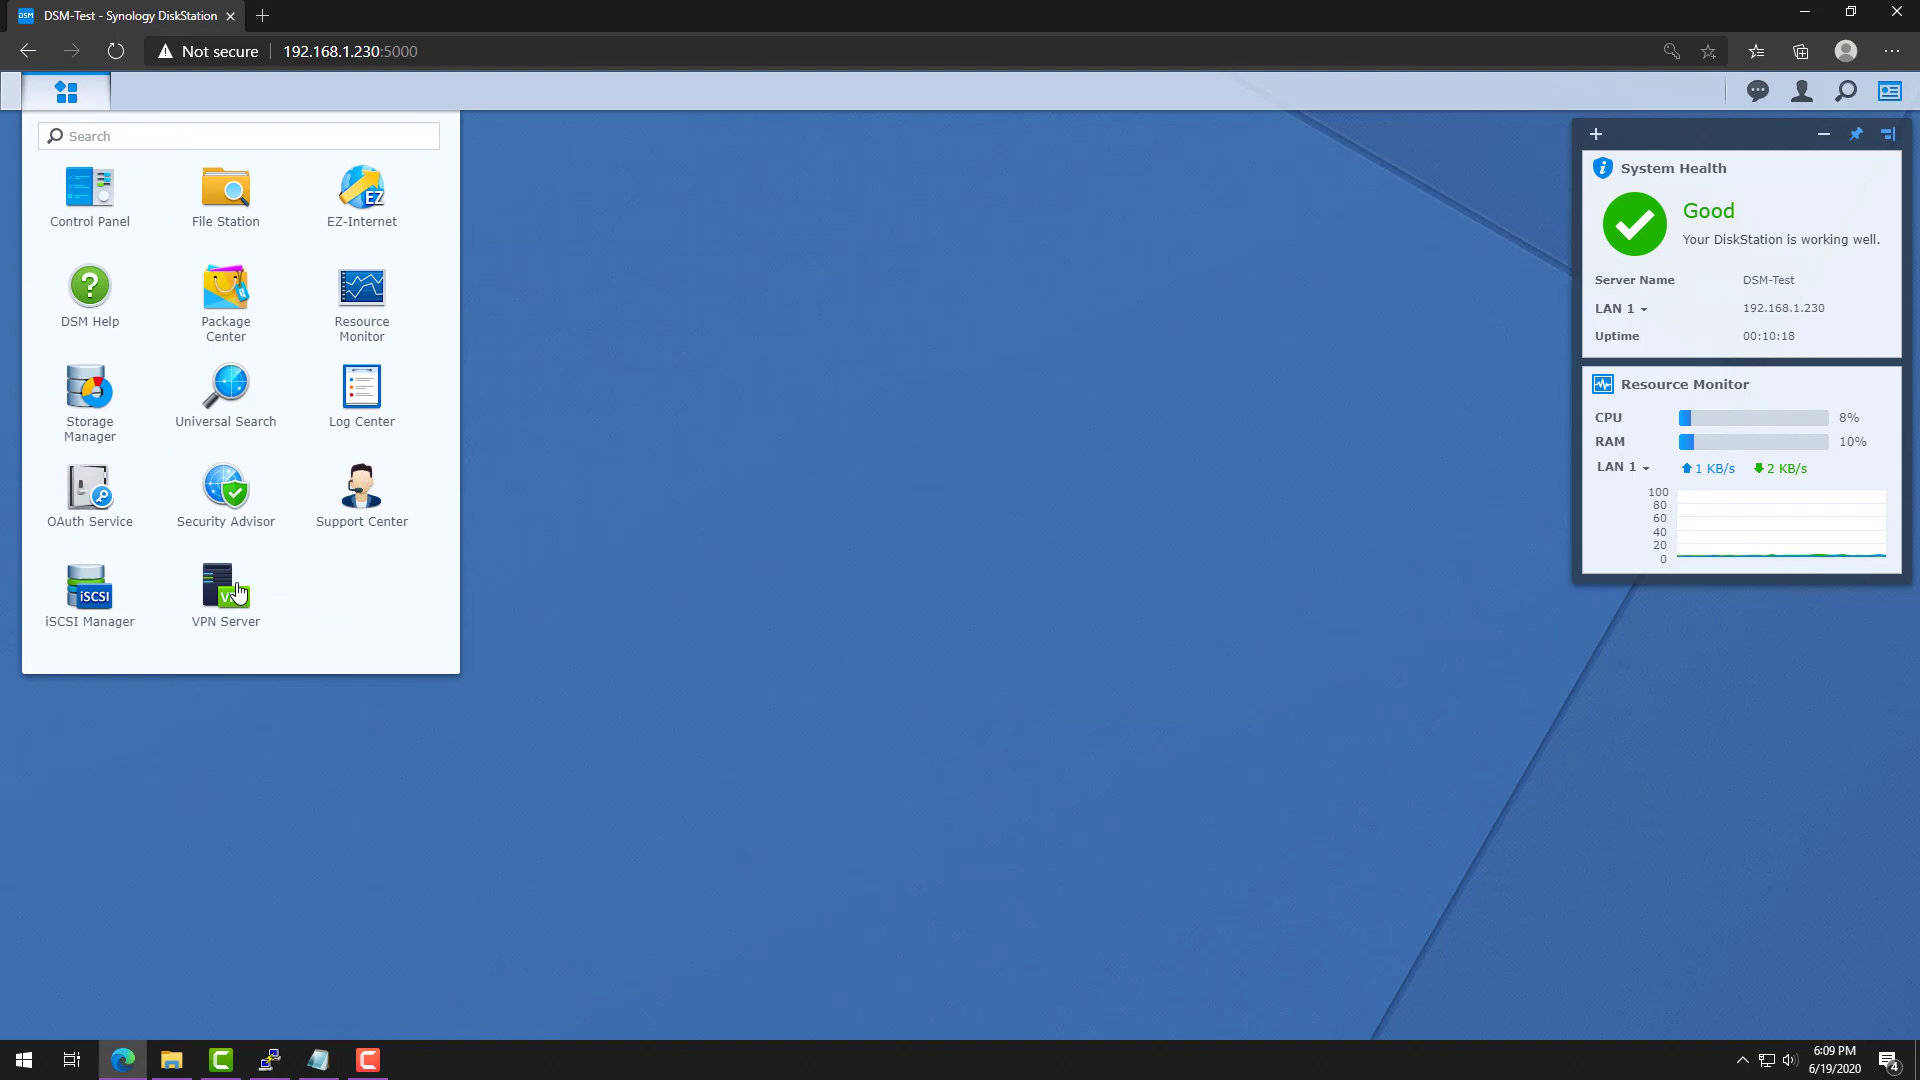 DSM-Test - Synology DiskStation
Not secure
192.168.1.230:5000
Search
Control Panel
File Station
EZ
EZ-Internet
DSM Help
Package
Center
Resource
Monitor
Storage
Manager
Universal Search
Log Center
OAuth Service
Security Advisor
Support Center
iSCSI
iSCSI Manager
VPN Server
System Health
Good
Your DiskStation is working well.
Server Name DSM-Test
LAN 1 192.168.1.230
Uptime 00:10:18
Resource Monitor
CPU 8%
RAM 10%
LAN 1 1 KB/s 2 KB/s
100
80
60
40
20
0
6:09 PM
6/19/2020
4